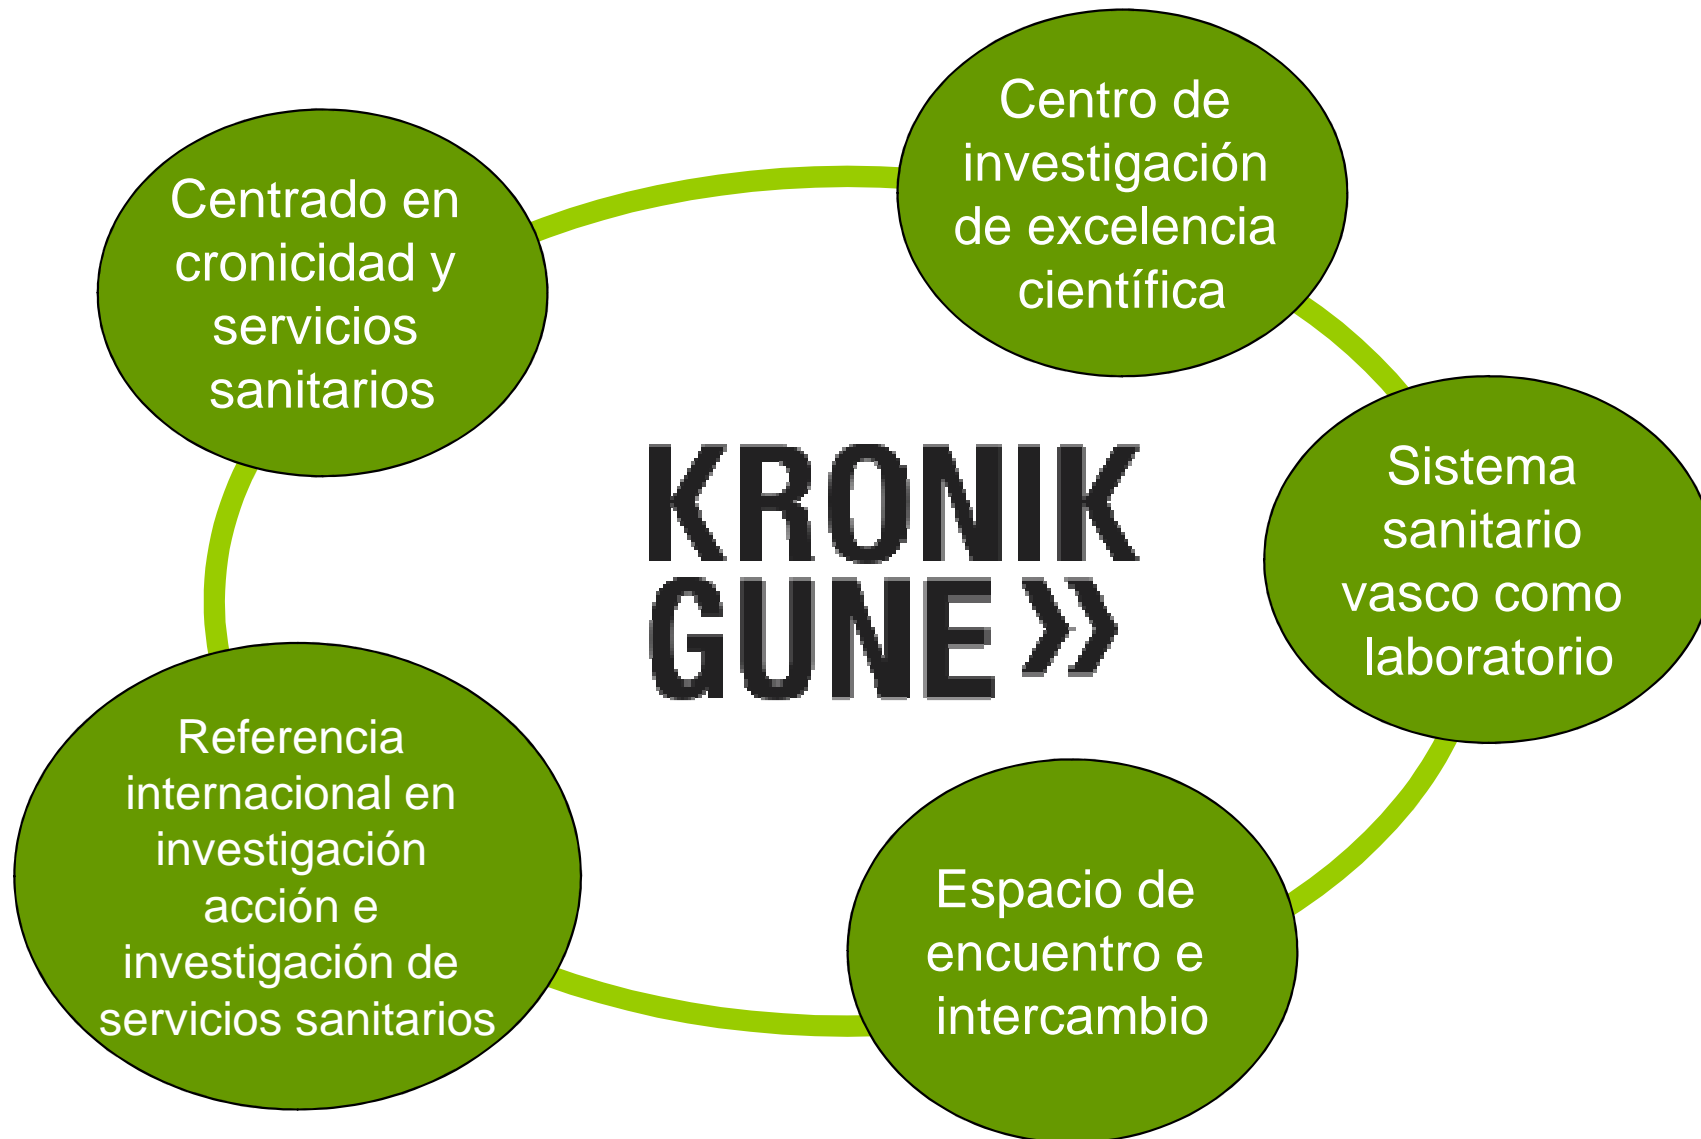 Centro de
investigación
de excelencia
científica
Centrado en
cronicidad y
servicios
sanitarios
KRONIK
GUNE»
Sistema
sanitario
vasco como
laboratorio
Referencia
internacional en
investigación
acción e
investigación de
servicios sanitarios
Espacio de
encuentro e
intercambio